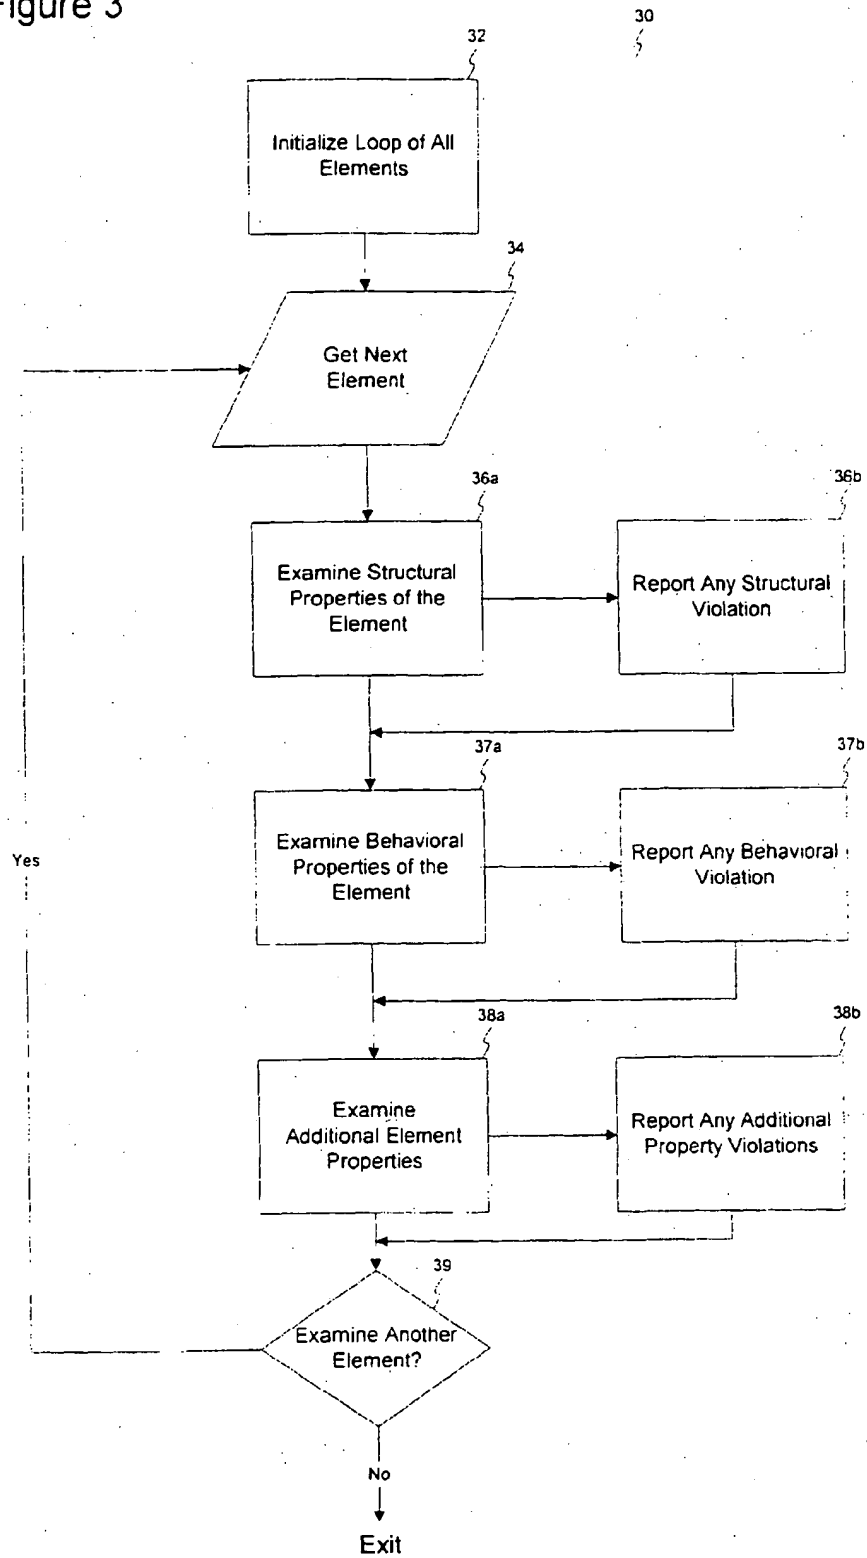 Figure 3
30
32
Initialize Loop of All
Elements
34
Get Next
Element
36a
36b
Examine Structural
Properties of the
Element
Report Any Structural
Violation
37a
37b
Examine Behavioral
Properties of the
Element
Report Any Behavioral
Violation
Yes
38a
38b
Examine
Additional Element
Properties
Report Any Additional
Property Violations
39
Examine Another
Element?
No
Exit